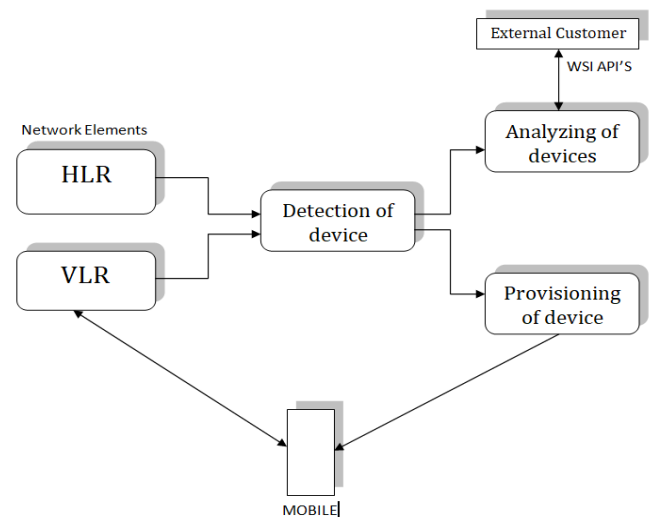 External Customer
WSI API'S
Network Elements
HLR
Analyzing of
devices
Detection of
device
VLR
Provisioning
of device
MOBILE